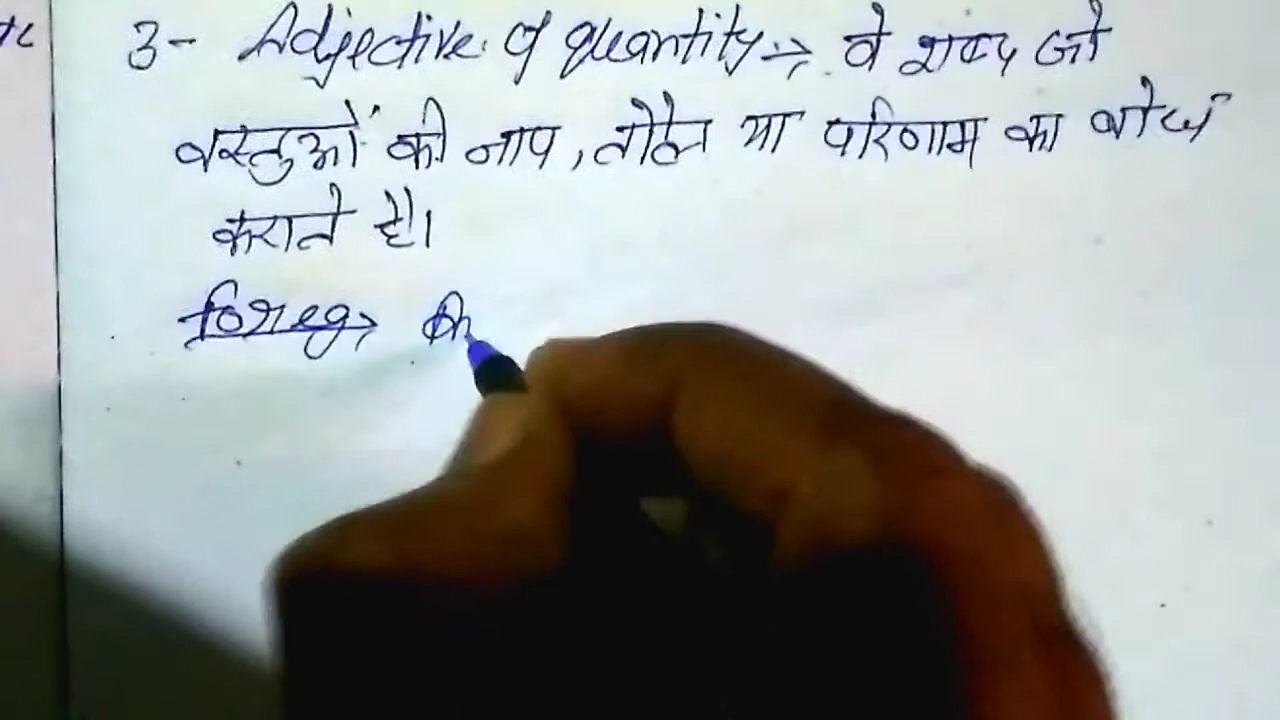 3- Adjective of quantity→ वे शब्द जो
वस्तुओं की नाप, तौल या परिणाम का बोध
कराते है।
for eg→